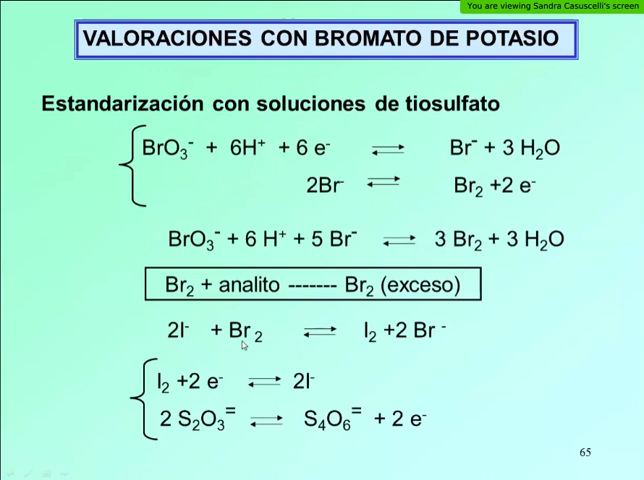 You are viewing Sandra Casuscelli's screen
VALORACIONES CON BROMATO DE POTASIO
Estandarización con soluciones de tiosulfato
BrO₃⁻ + 6H⁺ + 6 e⁻ ⇌ Br⁻ + 3 H₂O
2Br⁻ ⇌ Br₂ +2 e⁻
BrO₃⁻ + 6 H⁺ + 5 Br⁻ ⇌ 3 Br₂ + 3 H₂O
Br₂ + analito ------- Br₂ (exceso)
2I⁻ + Br₂ ⇌ I₂ +2 Br⁻
I₂ +2 e⁻ ⇌ 2I⁻
2 S₂O₃⁼ ⇌ S₄O₆⁼ + 2 e⁻
65